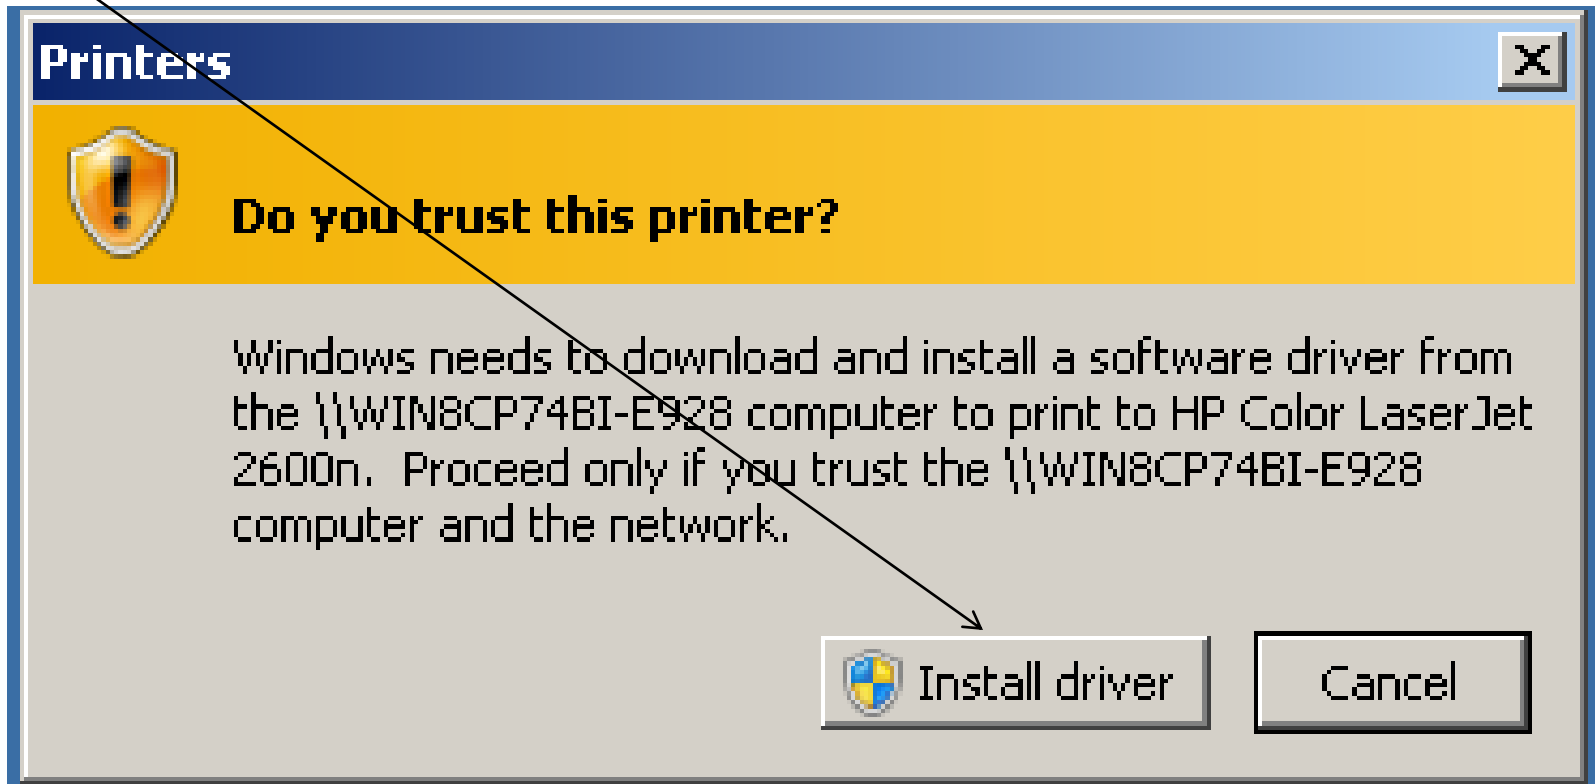 Printers
Do you trust this printer?
Windows needs to download and install a software driver from
the \\WIN8CP74BI-E928 computer to print to HP Color LaserJet
2600n.  Proceed only if you trust the \\WIN8CP74BI-E928
computer and the network.
Install driver
Cancel